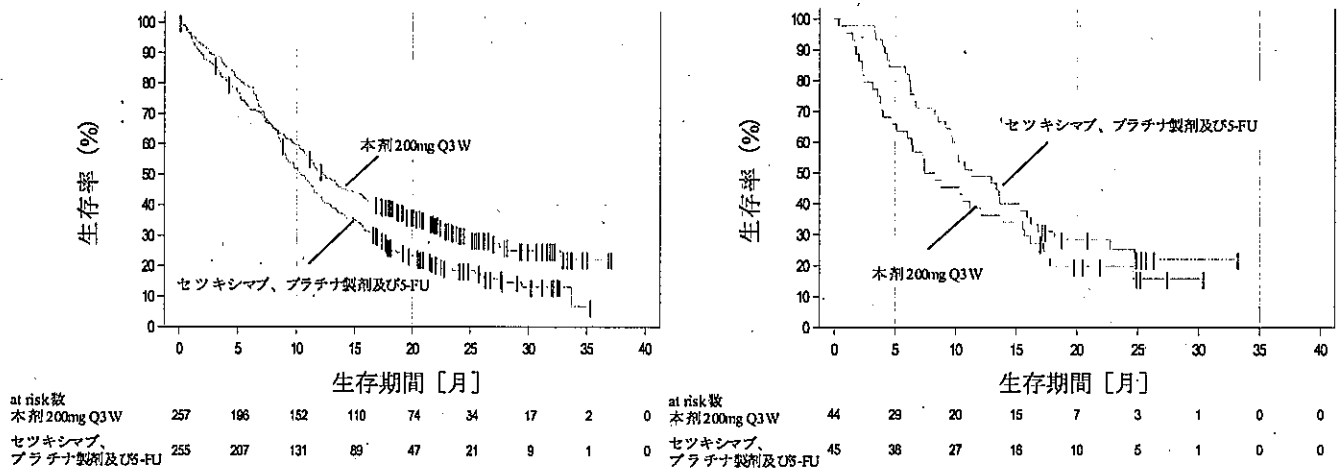 100
90
80
70
60
50
40
30
20
10
0
生存率 (%)
本剤200mg Q3W
セツキシマブ、プラチナ製剤及び5-FU
0 5 10 15 20 25 30 35 40
生存期間 [月]
at risk数
本剤200mg Q3W 257 196 152 110 74 34 17 2 0
セツキシマブ、
プラチナ製剤及び5-FU 255 207 131 89 47 21 9 1 0
100
90
80
70
60
50
40
30
20
10
0
生存率 (%)
セツキシマブ、プラチナ製剤及び5-FU
本剤200mg Q3W
0 5 10 15 20 25 30 35 40
生存期間 [月]
at risk数
本剤200mg Q3W 44 29 20 15 7 3 1 0 0
セツキシマブ、
プラチナ製剤及び5-FU 45 38 27 18 10 5 1 0 0